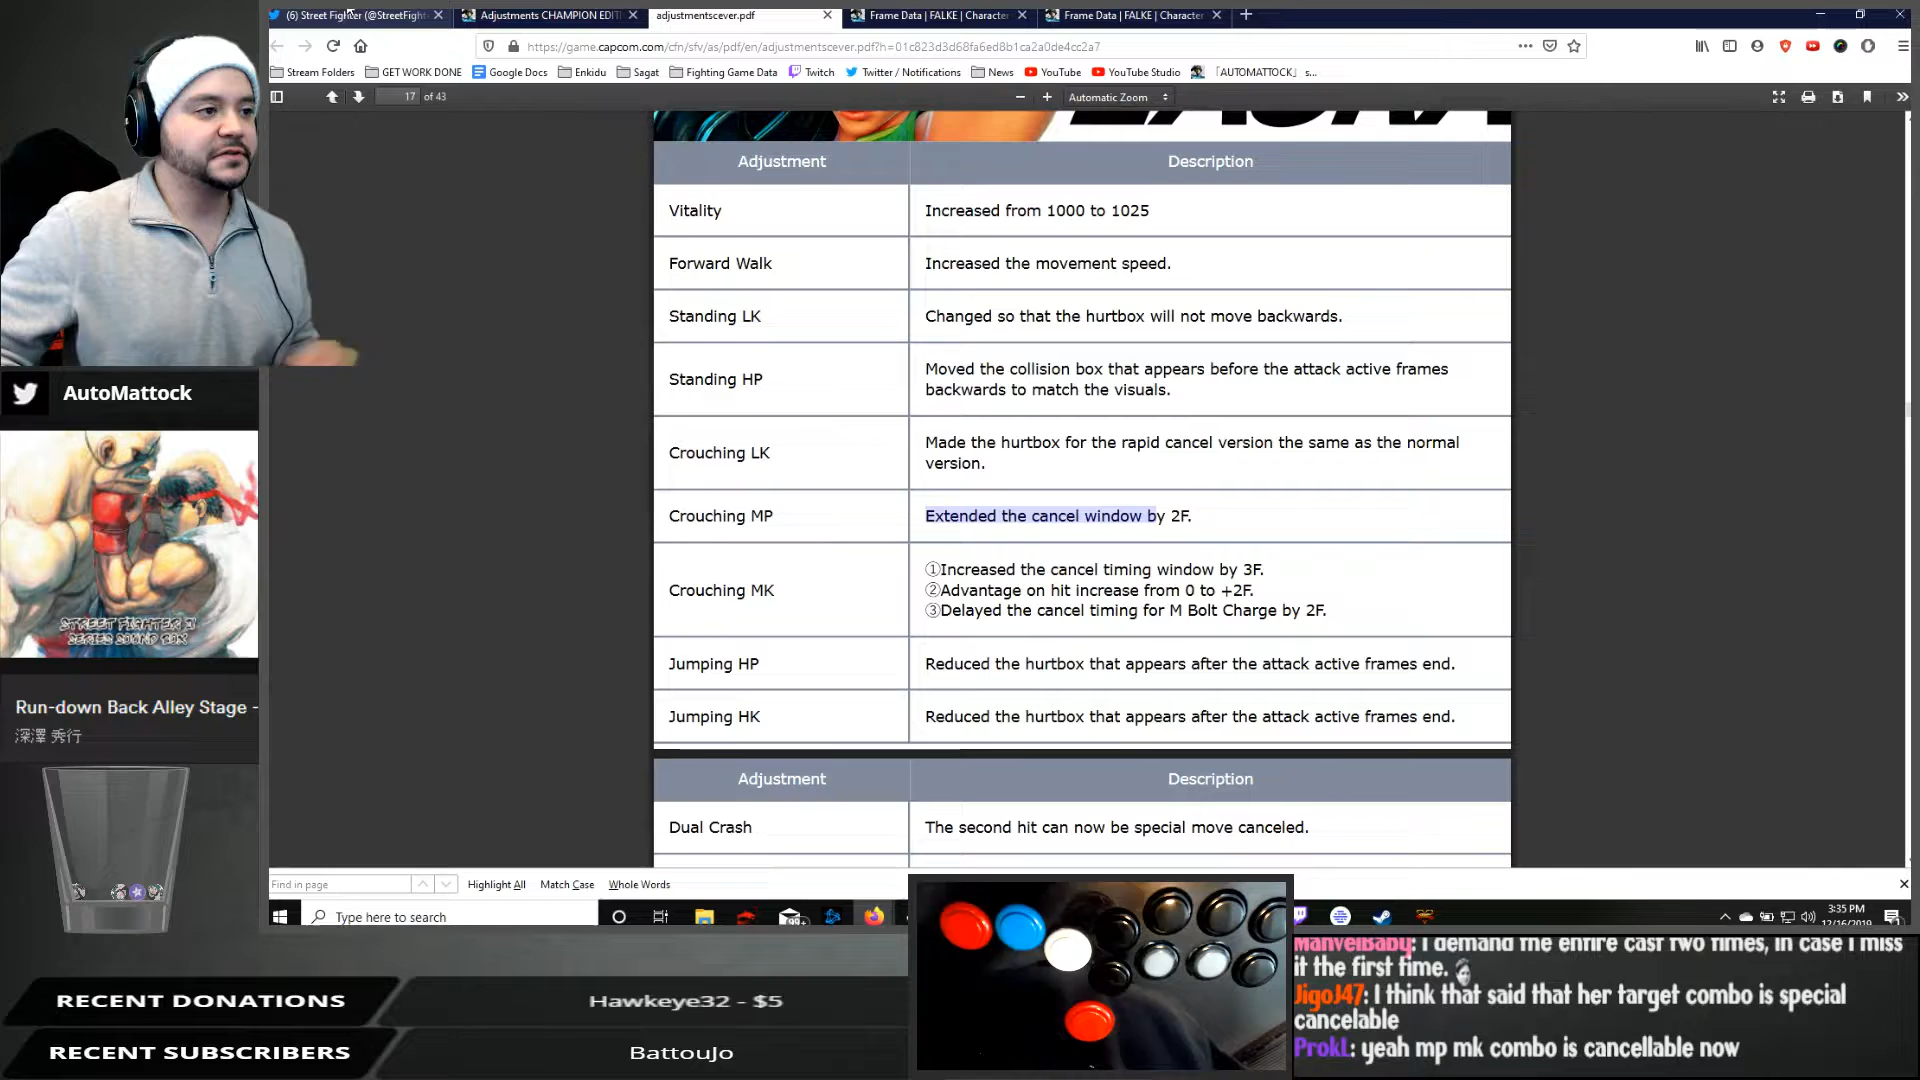 (6) Street Fighter (@StreetFight
Adjustments CHAMPION EDIT
adjustmentscever.pdf
Frame Data | FALKE | Character
Frame Data | FALKE | Character
https://game.capcom.com/cfn/sfv/as/pdf/en/adjustmentscever.pdf?h=01c823d3d68fa6ed8b1ca2a0de4cc2a7
Stream Folders
GET WORK DONE
Google Docs
Enkidu
Sagat
Fighting Game Data
Twitch
Twitter / Notifications
News
YouTube
YouTube Studio
「AUTOMATTOCK」 s...
17 of 43
Automatic Zoom
Adjustment Description
Vitality Increased from 1000 to 1025
Forward Walk Increased the movement speed.
Standing LK Changed so that the hurtbox will not move backwards.
Standing HP Moved the collision box that appears before the attack active frames
backwards to match the visuals.
Crouching LK Made the hurtbox for the rapid cancel version the same as the normal
version.
Crouching MP Extended the cancel window by 2F.
Crouching MK ①Increased the cancel timing window by 3F.
②Advantage on hit increase from 0 to +2F.
③Delayed the cancel timing for M Bolt Charge by 2F.
Jumping HP Reduced the hurtbox that appears after the attack active frames end.
Jumping HK Reduced the hurtbox that appears after the attack active frames end.
Adjustment Description
Dual Crash The second hit can now be special move canceled.
Find in page
Highlight All
Match Case
Whole Words
Type here to search
99+
3:35 PM
12/16/2019
AutoMattock
STREET FIGHTER III
SERIES SOUND BOX
Run-down Back Alley Stage -
深澤 秀行
RECENT DONATIONS
Hawkeye32 - $5
RECENT SUBSCRIBERS
BattouJo
ManvelBaby: I demand the entire cast two times, in case I miss
it the first time.
JigoJ47: I think that said that her target combo is special
cancelable
ProkL: yeah mp mk combo is cancellable now